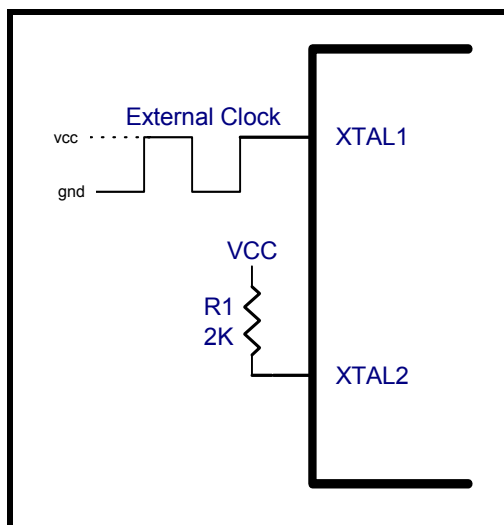 External Clock
vcc
XTAL1
gnd
VCC
R1
2K
XTAL2